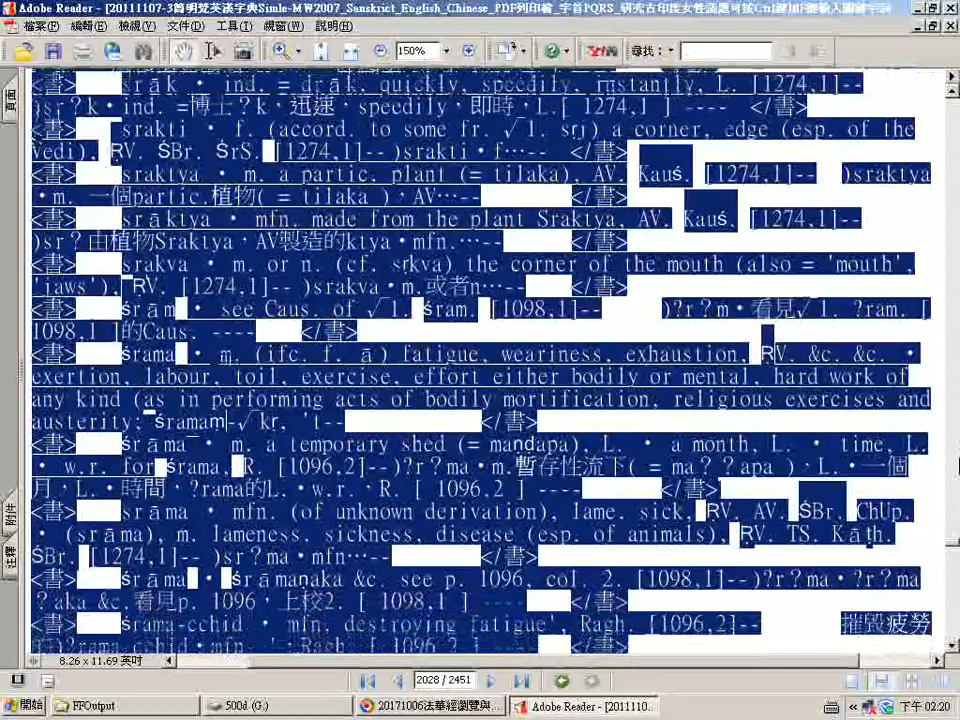 Adobe Reader - [20111107-3簡明梵英漢字典Simle-MW2007_Sanskrict_English_Chinese_PDF列印檔_字首PQRS_研究古印度女性議題
檔案(F) 編輯(E) 檢視(V) 文件(D) 工具(T) 視窗(W) 說明(H)
150% 尋找：
<書> srāk • ind. = drāk, quickly, speedily, instantly, L. [1274,1]--
)sr?k•ind. =博士?k，迅速，speedily，即時，L.[ 1274,1 ] ---- </書>
<書> srakti • f. (accord. to some fr. √1. sṛj) a corner, edge (esp. of the
Vedi), RV. ŚBr. ŚrS. [1274,1]-- )srakti•f…-- </書>
<書> sraktya • m. a partic. plant (= tilaka), AV. Kauś. [1274,1]-- )sraktya
•m. 一個partic.植物( = tilaka )，AV…-- </書>
<書> srāktya • mfn. made from the plant Sraktya, AV. Kauś. [1274,1]--
)sr?由植物Sraktya，AV製造的ktya•mfn.…-- </書>
<書> srakva • m. or n. (cf. sṛkva) the corner of the mouth (also = 'mouth',
'jaws'), RV. [1274,1]-- )srakva•m.或者n…-- </書>
<書> śrām • see Caus. of √1. śram. [1098,1]-- )?r?m•看見√1. ?ram. [
1098,1 ]的Caus. ---- </書>
<書> śrama • m. (ifc. f. ā) fatigue, weariness, exhaustion, RV. &c. &c. •
exertion, labour, toil, exercise, effort either bodily or mental, hard work of
any kind (as in performing acts of bodily mortification, religious exercises and
austerity; śramam-√kṛ, 't-- </書>
<書> śrāma • m. a temporary shed (= maṇḍapa), L. • a month, L. • time, L.
• w.r. for śrama, R. [1096,2]--)?r?ma•m.暫存性流下( = ma??apa )，L.•一個
月，L.•時間，?rama的L.•w.r.，R. [ 1096,2 ] ---- </書>
<書> srāma • mfn (of unknown derivation), lame. sick, RV. AV. ŚBr. ChUp.
• (srāma), m. lameness. sickness, disease (esp. of animals), RV. TS. Kāṭh.
ŚBr. [1274,1]-- )sr?ma•mfn…-- </書>
<書> śrāma • śrāmaṇaka &c. see p. 1096, col. 2. [1098,1]--)?r?ma•?r?ma
?aka &c.看見p. 1096，上校2. [ 1098,1 ] ---- </書>
<書> śrama-cchid • mfn. destroying fatigue', Ragh. [1096,2]-- 摧毀疲勞
的)?rama-cchid•mfn.'；Ragh. [ 1096,2 ] ---- </書>
頁面
附件
註釋
8.26 x 11.69 英吋
2028 / 2451
開始 FFOutput 500d (G:) 20171006法華經瀏覽與... Adobe Reader - [2011110... 下午 02:20